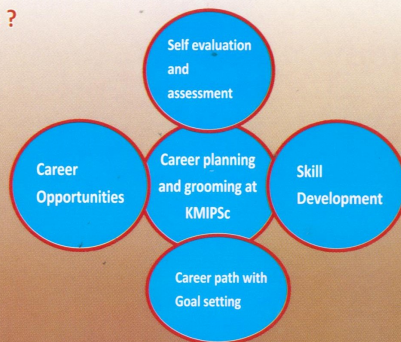 ?
Self evaluation
and
assessment
Career
Opportunities
Career planning
and grooming at
KMIPSc
Skill
Development
Career path with
Goal setting